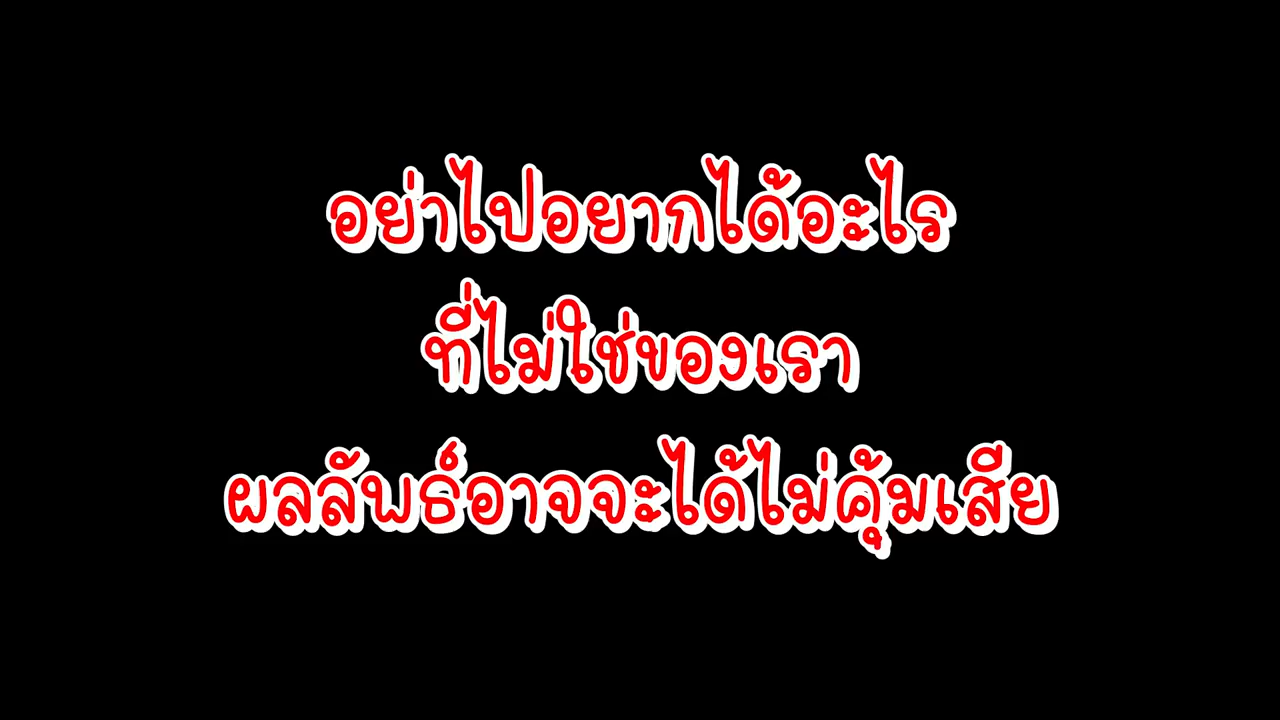 อย่าไปอยากได้อะไร
ที่ไม่ใช่ของเรา
ผลลัพธ์อาจจะได้ไม่คุ้มเสีย